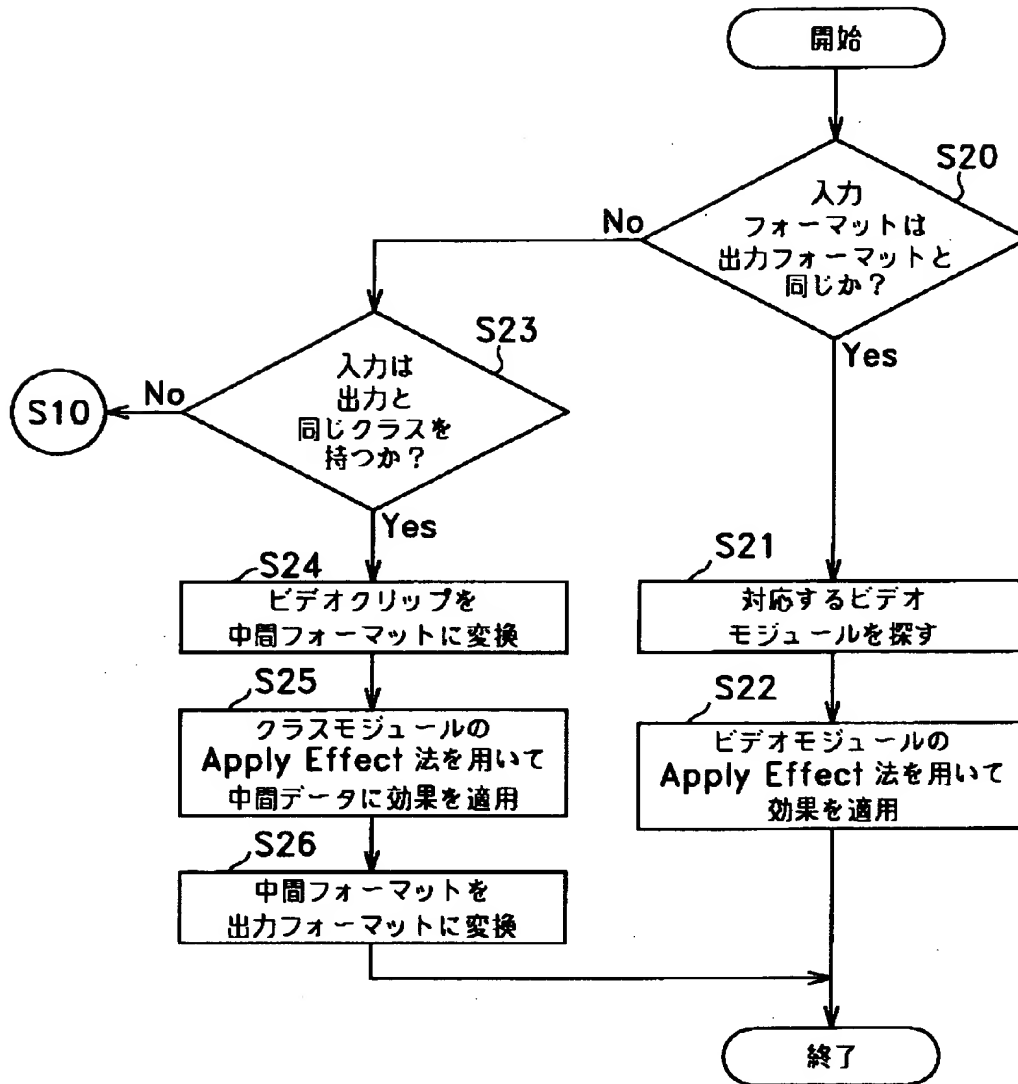 開始
S20
入力
フォーマットは
出力フォーマットと
同じか？
No
Yes
S23
入力は
出力と
同じクラスを
持つか？
No
S10
Yes
S24
ビデオクリップを
中間フォーマットに変換
S25
クラスモジュールの
Apply Effect 法を用いて
中間データに効果を適用
S26
中間フォーマットを
出力フォーマットに変換
S21
対応するビデオ
モジュールを探す
S22
ビデオモジュールの
Apply Effect 法を用いて
効果を適用
終了